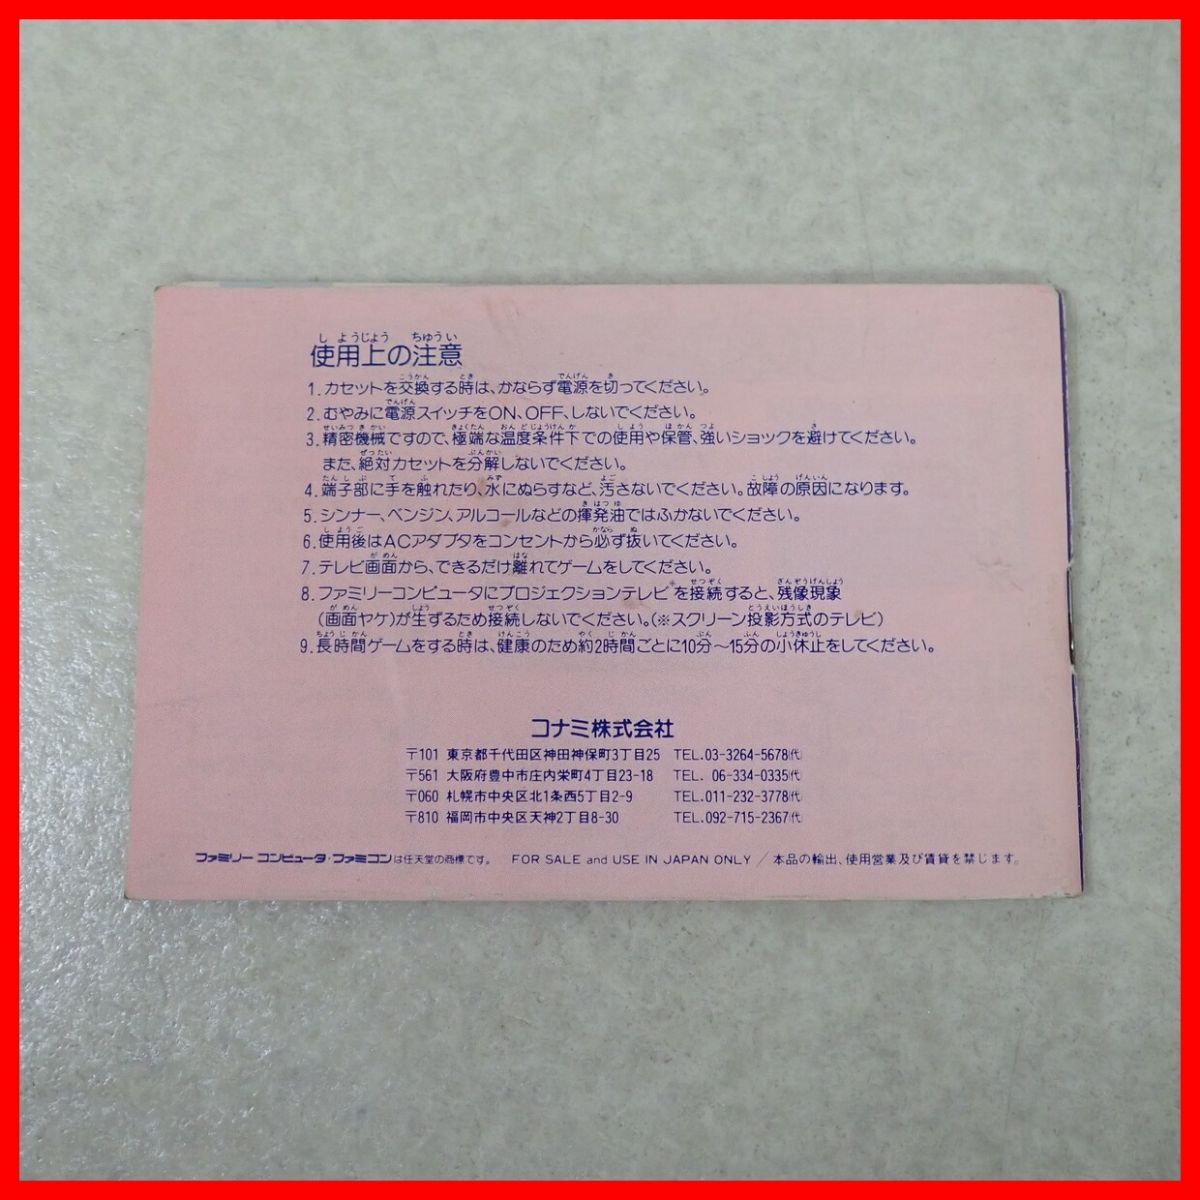 使用上の注意
1. カセットを交換する時は、かならず電源を切ってください。
2. むやみに電源スイッチをON、OFF、しないでください。
3. 精密機械ですので、極端な温度条件下での使用や保管、強いショックを避けてください。
また、絶対カセットを分解しないでください。
4. 端子部に手を触れたり、水にぬらすなど、汚さないでください。故障の原因になります。
5. シンナー、ベンジン、アルコールなどの揮発油ではふかないでください。
6. 使用後はACアダプタをコンセントから必ず抜いてください。
7. テレビ画面から、できるだけ離れてゲームをしてください。
8. ファミリーコンピュータにプロジェクションテレビ※を接続すると、残像現象
(画面ヤケ)が生ずるため接続しないでください。(※スクリーン投影方式のテレビ)
9. 長時間ゲームをする時は、健康のため約2時間ごとに10分〜15分の小休止をしてください。
コナミ株式会社
〒101 東京都千代田区神田神保町3丁目25 TEL.03-3264-5678(代)
〒561 大阪府豊中市庄内栄町4丁目23-18 TEL. 06-334-0335(代)
〒060 札幌市中央区北1条西5丁目2-9 TEL.011-232-3778(代)
〒810 福岡市中央区天神2丁目8-30 TEL.092-715-2367(代)
ファミリー コンピュータ・ファミコンは任天堂の商標です。 FOR SALE and USE IN JAPAN ONLY / 本品の輸出、使用営業及び賃貸を禁じます。